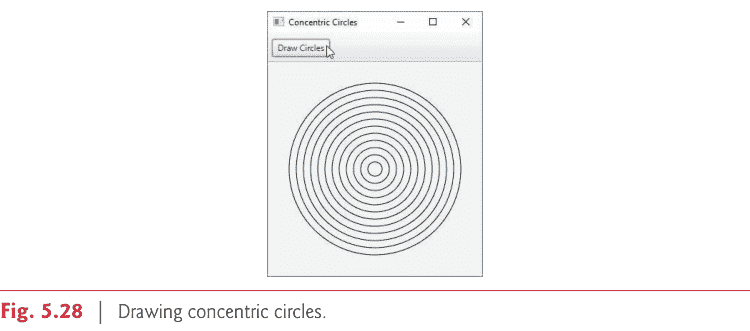 Concentric Circles
Draw Circles
Fig. 5.28 | Drawing concentric circles.